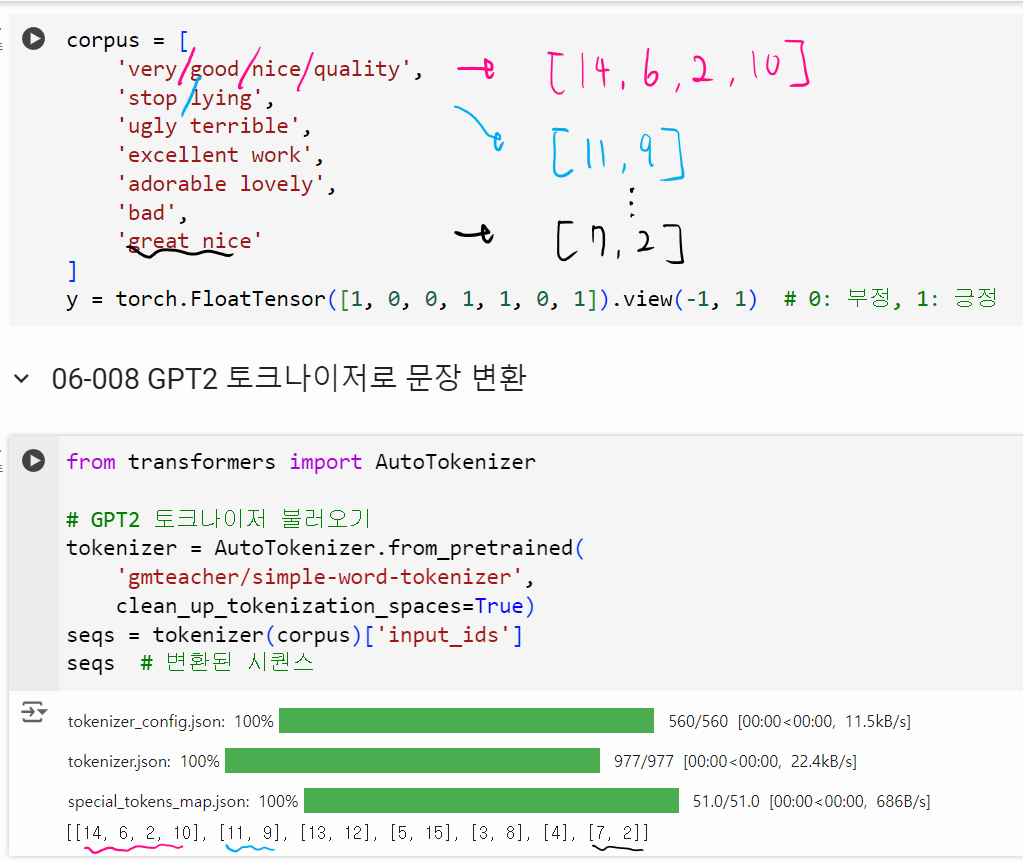 corpus = [
'very/good/nice/quality', → [14, 6, 2, 10]
'stop/lying',
'ugly terrible', [11, 9]
'excellent work',
'adorable lovely',
'bad',
'great nice' → [7, 2]
]
y = torch.FloatTensor([1, 0, 0, 1, 1, 0, 1]).view(-1, 1) # 0: 부정, 1: 긍정
06-008 GPT2 토크나이저로 문장 변환
from transformers import AutoTokenizer
# GPT2 토크나이저 불러오기
tokenizer = AutoTokenizer.from_pretrained(
'gmteacher/simple-word-tokenizer',
clean_up_tokenization_spaces=True)
seqs = tokenizer(corpus)['input_ids']
seqs # 변환된 시퀀스
tokenizer_config.json: 100% 560/560 [00:00<00:00, 11.5kB/s]
tokenizer.json: 100% 977/977 [00:00<00:00, 22.4kB/s]
special_tokens_map.json: 100% 51.0/51.0 [00:00<00:00, 686B/s]
[[14, 6, 2, 10], [11, 9], [13, 12], [5, 15], [3, 8], [4], [7, 2]]